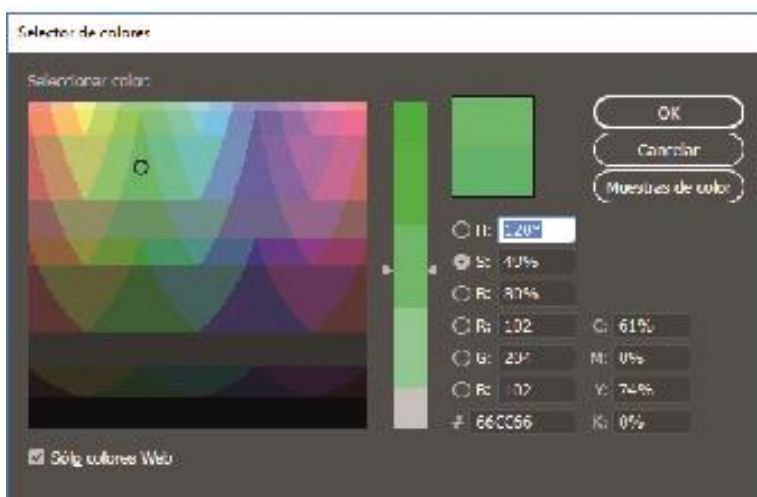 Selector de colores
Seleccionar color:
OK
Cancelar
Muestras de color
H: 120°
S:
B: 80%
R: 102
C: 61%
G: 204
M: 0%
B: 102
Y: 74%
# 66CC66
K: 0%
Sólo colores Web